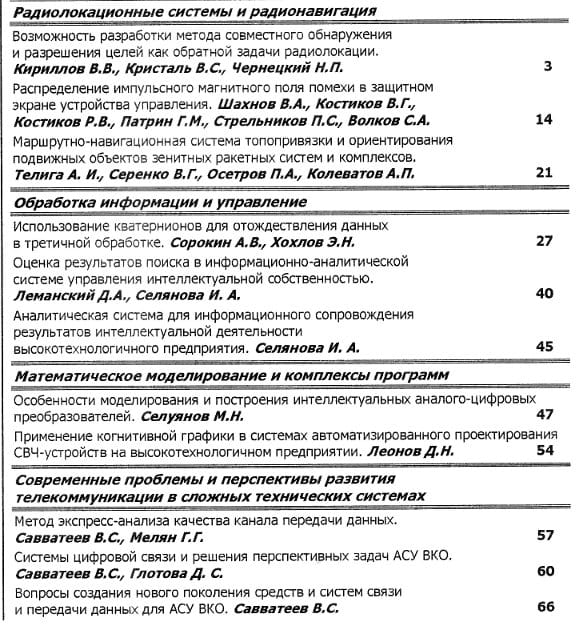 Радиолокационные системы и радионавигация
Возможность разработки метода совместного обнаружения
и разрешения целей как обратной задачи радиолокации.
Кириллов В.В., Кристаль В.С., Чернецкий Н.П. 3
Распределение импульсного магнитного поля помехи в защитном
экране устройства управления. Шахнов В.А., Костиков В.Г.,
Костиков Р.В., Патрин Г.М., Стрельников П.С., Волков С.А. 14
Маршрутно-навигационная система топопривязки и ориентирования
подвижных объектов зенитных ракетных систем и комплексов.
Телига А. И., Серенко В.Г., Осетров П.А., Колеватов А.П. 21
Обработка информации и управление
Использование кватернионов для отождествления данных
в третичной обработке. Сорокин А.В., Хохлов Э.Н. 27
Оценка результатов поиска в информационно-аналитической
системе управления интеллектуальной собственностью.
Леманский Д.А., Селянова И. А. 40
Аналитическая система для информационного сопровождения
результатов интеллектуальной деятельности
высокотехнологичного предприятия. Селянова И. А. 45
Математическое моделирование и комплексы программ
Особенности моделирования и построения интеллектуальных аналого-цифровых
преобразователей. Селуянов М.Н. 47
Применение когнитивной графики в системах автоматизированного проектирования
СВЧ-устройств на высокотехнологичном предприятии. Леонов Д.Н. 54
Современные проблемы и перспективы развития
телекоммуникации в сложных технических системах
Метод экспресс-анализа качества канала передачи данных.
Савватеев В.С., Мелян Г.Г. 57
Системы цифровой связи и решения перспективных задач АСУ ВКО.
Савватеев В.С., Глотова Д. С. 60
Вопросы создания нового поколения средств и систем связи
и передачи данных для АСУ ВКО. Савватеев В.С. 66